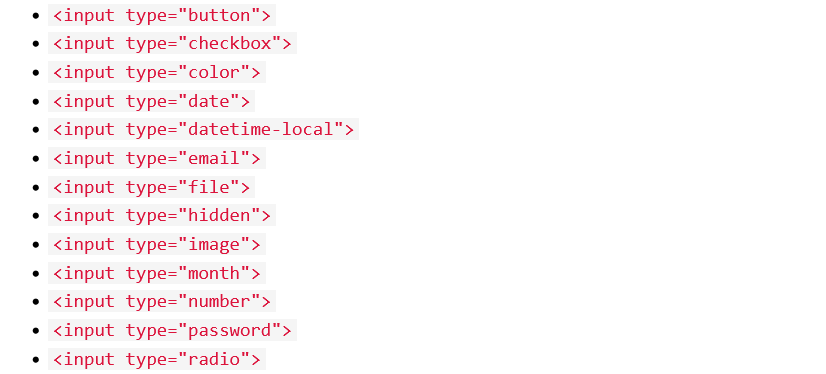 <input type="button">
<input type="checkbox">
<input type="color">
<input type="date">
<input type="datetime-local">
<input type="email">
<input type="file">
<input type="hidden">
<input type="image">
<input type="month">
<input type="number">
<input type="password">
<input type="radio">